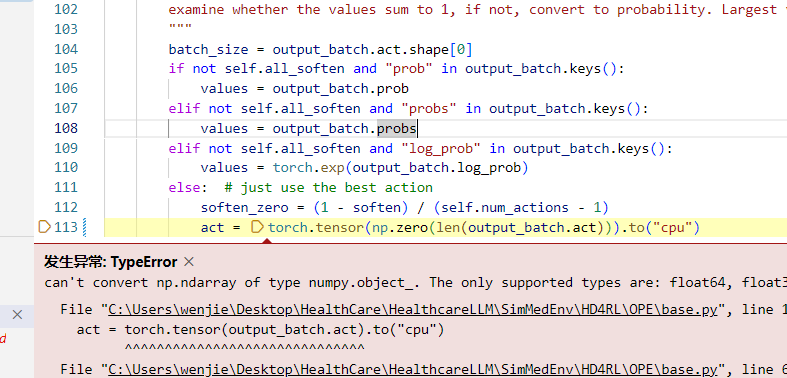 102 examine whether the values sum to 1, if not, convert to probability. Largest
103 """
104 batch_size = output_batch.act.shape[0]
105 if not self.all_soften and "prob" in output_batch.keys():
106 values = output_batch.prob
107 elif not self.all_soften and "probs" in output_batch.keys():
108 values = output_batch.probs
109 elif not self.all_soften and "log_prob" in output_batch.keys():
110 values = torch.exp(output_batch.log_prob)
111 else: # just use the best action
112 soften_zero = (1 - soften) / (self.num_actions - 1)
113 act = torch.tensor(np.zero(len(output_batch.act))).to("cpu")
发生异常: TypeError
can't convert np.ndarray of type numpy.object_. The only supported types are: float64, float3
File "C:\Users\wenjie\Desktop\HealthCare\HealthcareLLM\SimMedEnv\HD4RL\OPE\base.py", line 1
act = torch.tensor(output_batch.act).to("cpu")
^^^^^^^^^^^^^^^^^^^^^^^^^^^^^^
File "C:\Users\wenjie\Desktop\HealthCare\HealthcareLLM\SimMedEnv\HD4RL\OPE\base.py", line 6